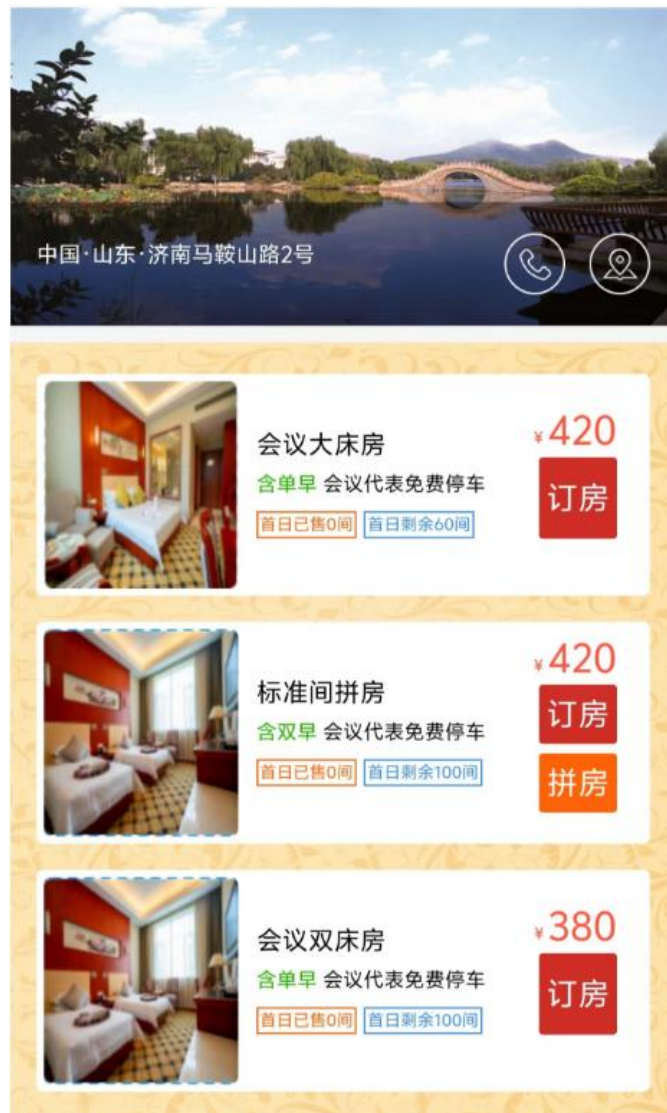 中国·山东·济南马鞍山路2号
会议大床房
含单早 会议代表免费停车
首日已售0间 首日剩余60间
¥420
订房
标准间拼房
含双早 会议代表免费停车
首日已售0间 首日剩余100间
¥420
订房
拼房
会议双床房
含单早 会议代表免费停车
首日已售0间 首日剩余100间
¥380
订房